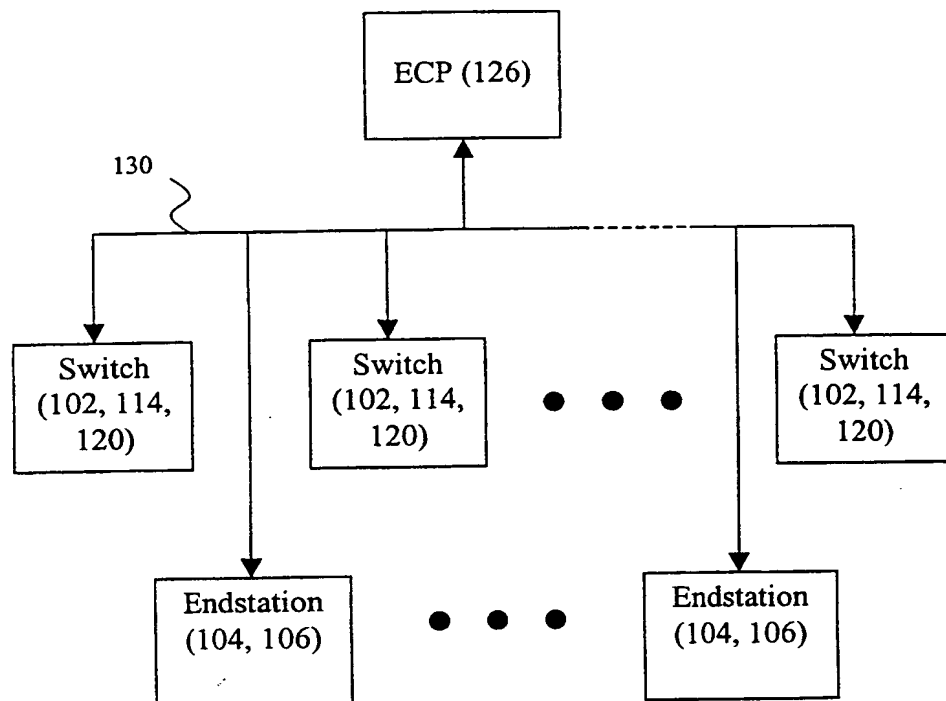 ECP (126)
130
Switch
(102, 114,
120)
Switch
(102, 114,
120)
Switch
(102, 114,
120)
Endstation
(104, 106)
Endstation
(104, 106)